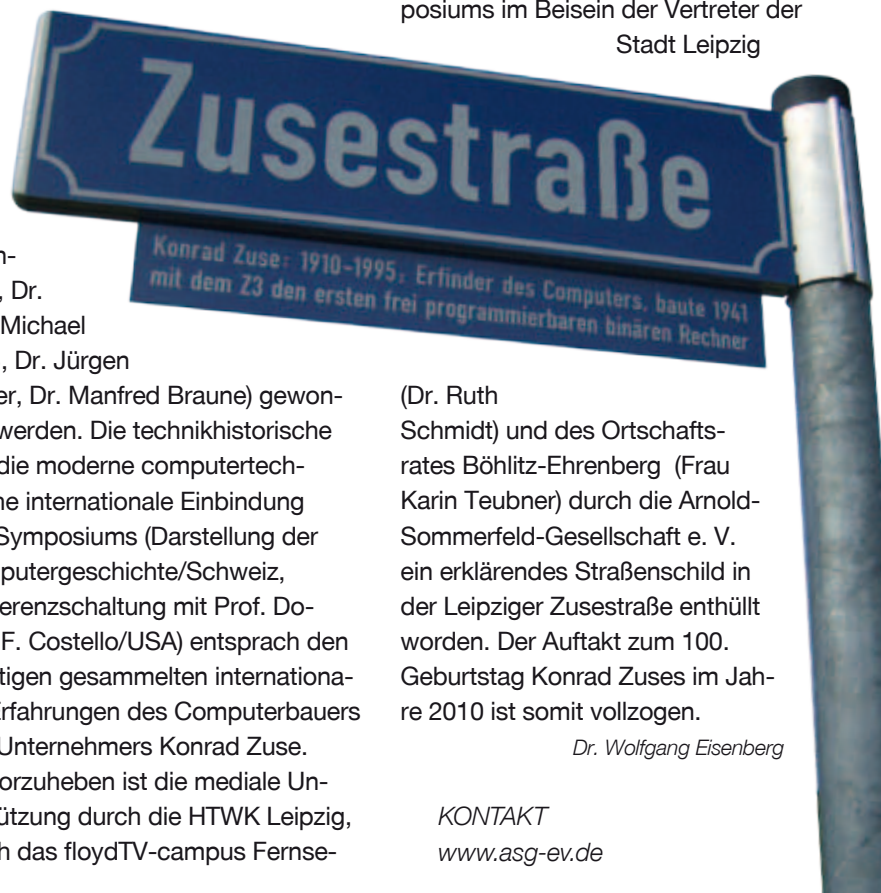 Zusestraße
Konrad Zuse: 1910-1995, Erfinder des Computers, baute 1941
mit dem Z3 den ersten frei programmierbaren binären Rechner
n-
, Dr.
Michael
, Dr. Jürgen
er, Dr. Manfred Braune) gewon-
werden. Die technikhistorische
die moderne computertech-
ne internationale Einbindung
Symposiums (Darstellung der
putergeschichte/Schweiz,
erenzschaltung mit Prof. Do-
F. Costello/USA) entsprach den
tigen gesammelten internationa-
Erfahrungen des Computerbauers
Unternehmers Konrad Zuse.
orzuheben ist die mediale Un-
ützung durch die HTWK Leipzig,
h das floydTV-campus Fernse-
posiums im Beisein der Vertreter der
Stadt Leipzig
(Dr. Ruth
Schmidt) und des Ortschafts-
rates Böhlitz-Ehrenberg (Frau
Karin Teubner) durch die Arnold-
Sommerfeld-Gesellschaft e. V.
ein erklärendes Straßenschild in
der Leipziger Zusestraße enthüllt
worden. Der Auftakt zum 100.
Geburtstag Konrad Zuses im Jah-
re 2010 ist somit vollzogen.
Dr. Wolfgang Eisenberg
KONTAKT
www.asg-ev.de